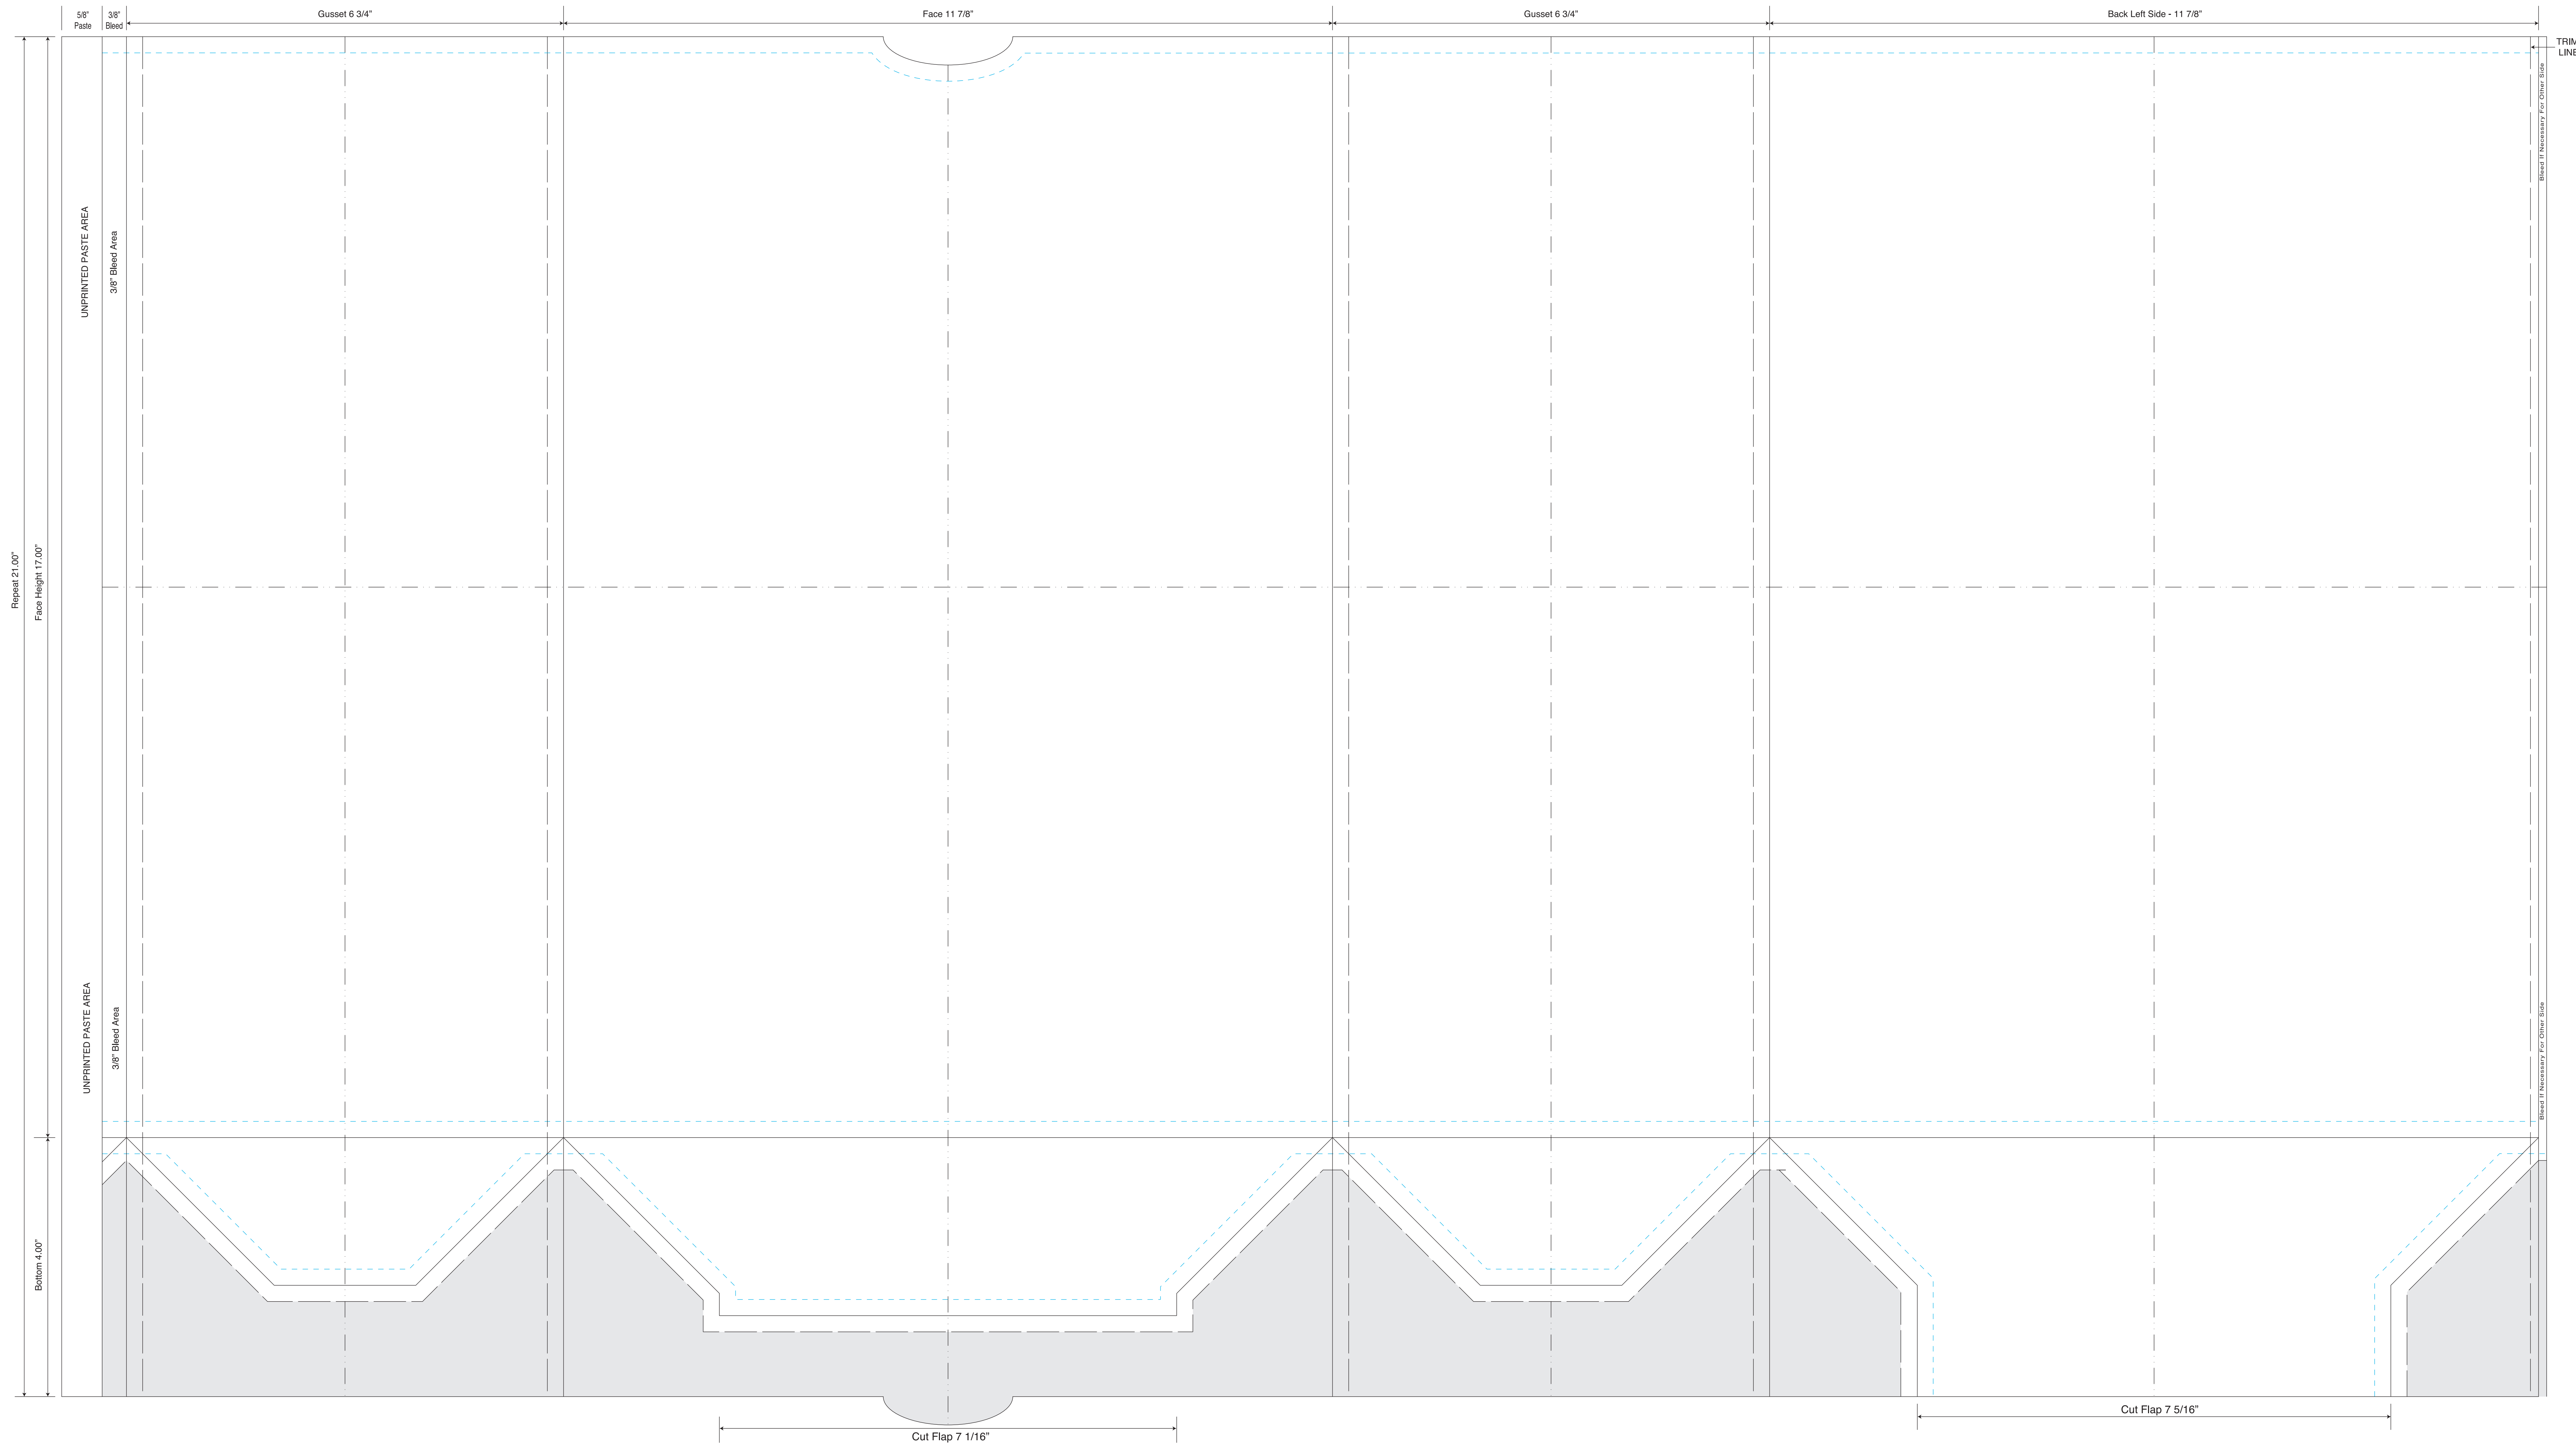 5/8"
Paste
3/8"
Bleed
Gusset 6 3/4"
Face 11 7/8"
Gusset 6 3/4"
Back Left Side - 11 7/8"
TRIM
LINE
Bleed If Necessary For Other Side
UNPRINTED PASTE AREA
3/8" Bleed Area
Repeat 21.00"
Face Height 17.00"
UNPRINTED PASTE AREA
3/8" Bleed Area
Bleed If Necessary For Other Side
Bottom 4.00"
Cut Flap 7 1/16"
Cut Flap 7 5/16"